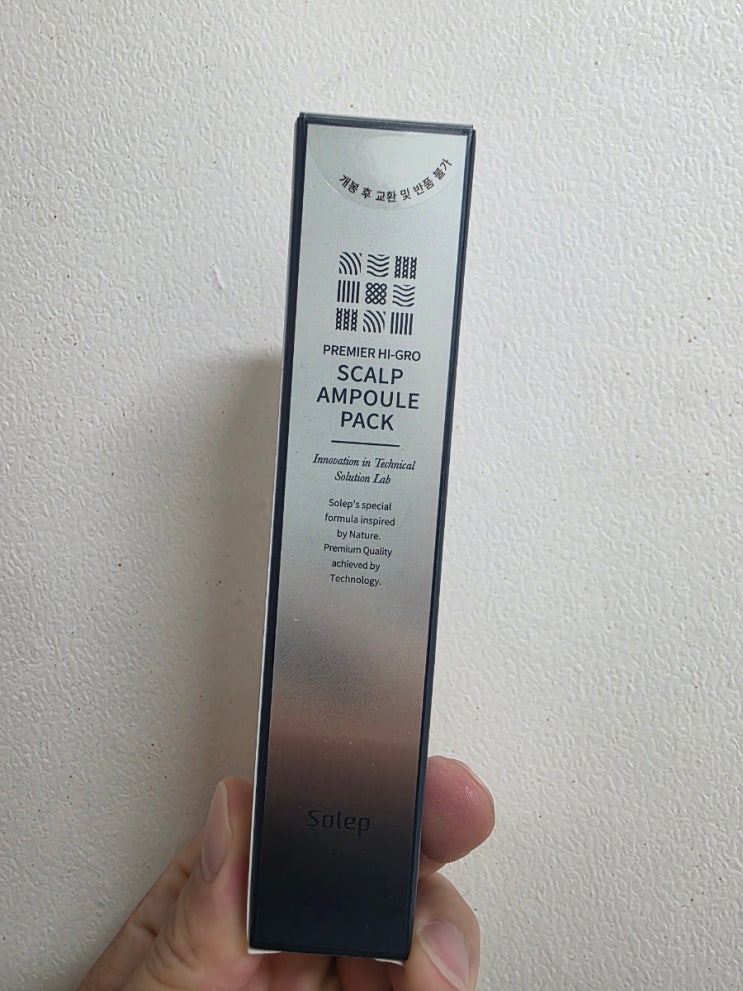 개봉 후 교환 및 반품 불가
PREMIER HI-GRO
SCALP
AMPOULE
PACK
Innovation in Technical
Solution Lab
Solep's special
formula inspired
by Nature.
Premium Quality
achieved by
Technology.
Solep